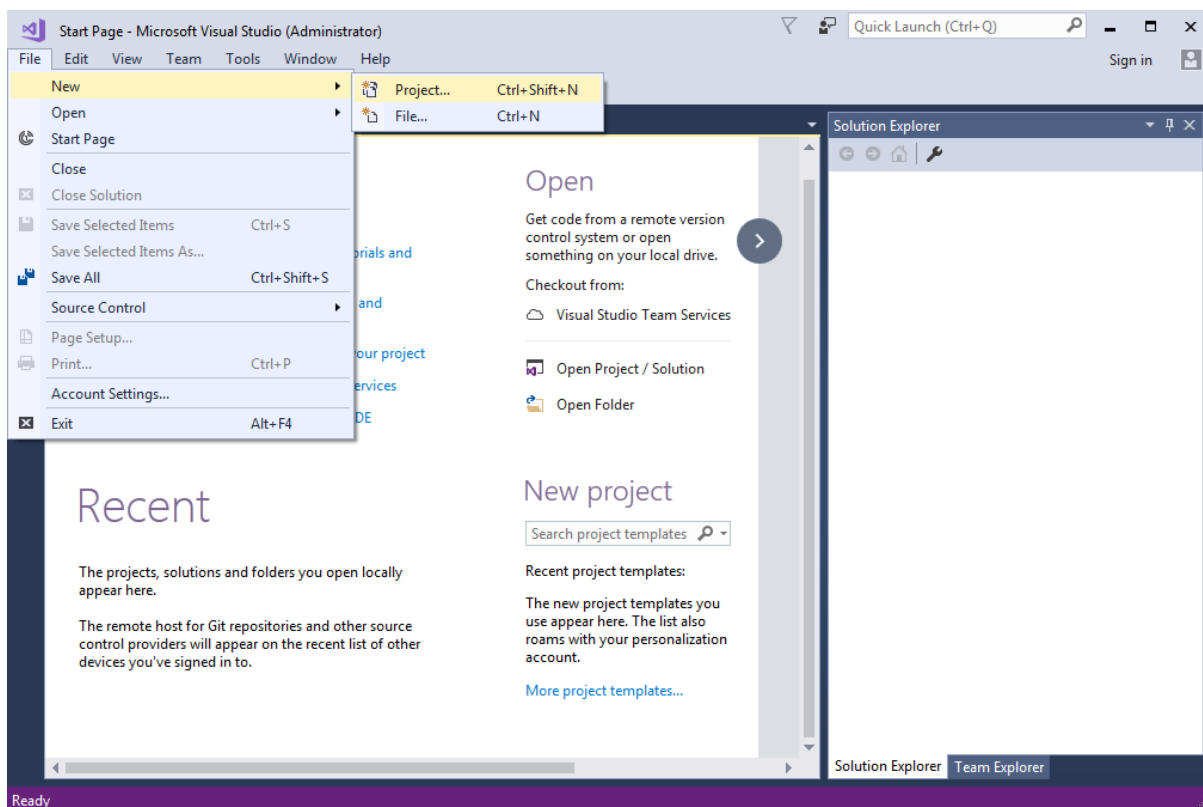 Start Page - Microsoft Visual Studio (Administrator)
Quick Launch (Ctrl+Q)
File Edit View Team Tools Window Help
Sign in
New
Project... Ctrl+Shift+N
Open
File... Ctrl+N
Start Page
Close
Close Solution
Save Selected Items Ctrl+S
Save Selected Items As...
Save All Ctrl+Shift+S
Source Control
Page Setup...
Print... Ctrl+P
Account Settings...
Exit Alt+F4
and
and
your project
DE
Open
Get code from a remote version
control system or open
something on your local drive.
Checkout from:
Visual Studio Team Services
Open Project / Solution
Open Folder
Recent
The projects, solutions and folders you open locally
appear here.
The remote host for Git repositories and other source
control providers will appear on the recent list of other
devices you've signed in to.
New project
Search project templates
Recent project templates:
The new project templates you
use appear here. The list also
roams with your personalization
account.
More project templates...
Solution Explorer
Solution Explorer Team Explorer
Ready